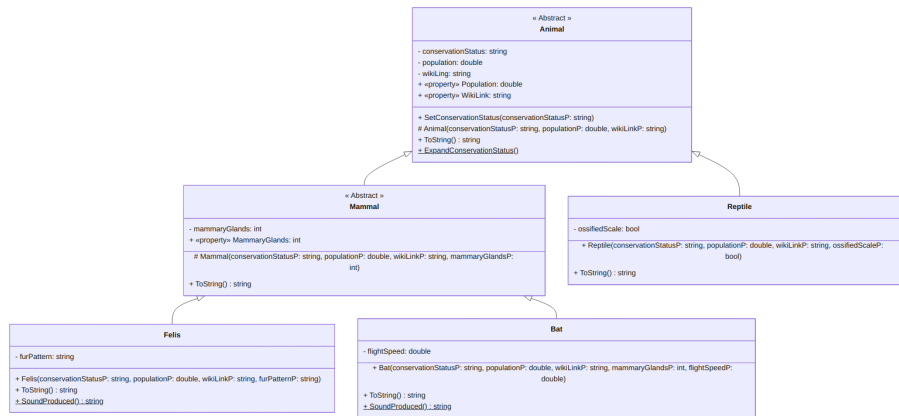 « Abstract »
Animal
- conservationStatus: string
- population: double
- wikiLing: string
+ «property» Population: double
+ «property» WikiLink: string
+ SetConservationStatus(conservationStatusP: string)
# Animal(conservationStatusP: string, populationP: double, wikiLinkP: string)
+ ToString() : string
+ ExpandConservationStatus()
« Abstract »
Mammal
- mammaryGlands: int
+ «property» MammaryGlands: int
# Mammal(conservationStatusP: string, populationP: double, wikiLinkP: string, mammaryGlandsP:
int)
+ ToString() : string
Reptile
- ossifiedScale: bool
+ Reptile(conservationStatusP: string, populationP: double, wikiLinkP: string, ossifiedScaleP:
bool)
+ ToString() : string
Felis
- furPattern: string
+ Felis(conservationStatusP: string, populationP: double, wikiLinkP: string, furPatternP: string)
+ ToString() : string
+ SoundProduced() : string
Bat
- flightSpeed: double
+ Bat(conservationStatusP: string, populationP: double, wikiLinkP: string, mammaryGlandsP: int, flightSpeedP:
double)
+ ToString() : string
+ SoundProduced() : string